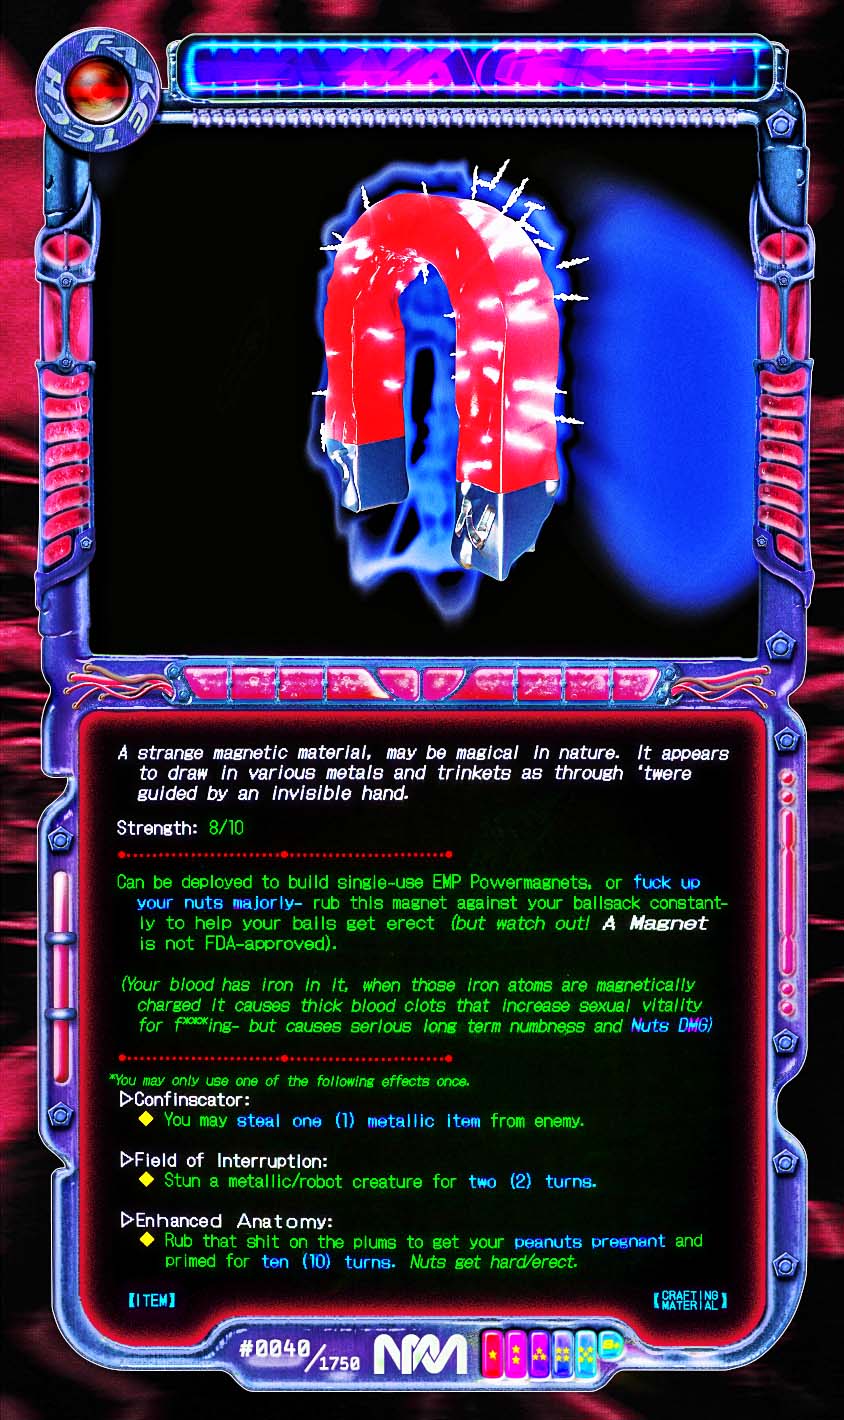 FAKE TECH
A strange magnetic material, may be magical in nature. It appears
to draw in various metals and trinkets as through 'twere
guided by an invisible hand.
Strength: 8/10
Can be deployed to build single-use EMP Powermagnets, or fuck up
your nuts majorly- rub this magnet against your ballsack constant-
ly to help your balls get erect (but watch out! A Magnet
is not FDA-approved).
(Your blood has iron in it, when those iron atoms are magnetically
charged it causes thick blood clots that increase sexual vitality
for f***ing- but causes serious long term numbness and Nuts DMG)
*You may only use one of the following effects once.
▷Confinscator:
◆ You may steal one (1) metallic item from enemy.
▷Field of Interruption:
◆ Stun a metallic/robot creature for two (2) turns.
▷Enhanced Anatomy:
◆ Rub that shit on the plums to get your peanuts pregnant and
primed for ten (10) turns. Nuts get hard/erect.
【ITEM】
【CRAFTING
MATERIAL】
#0040/1750